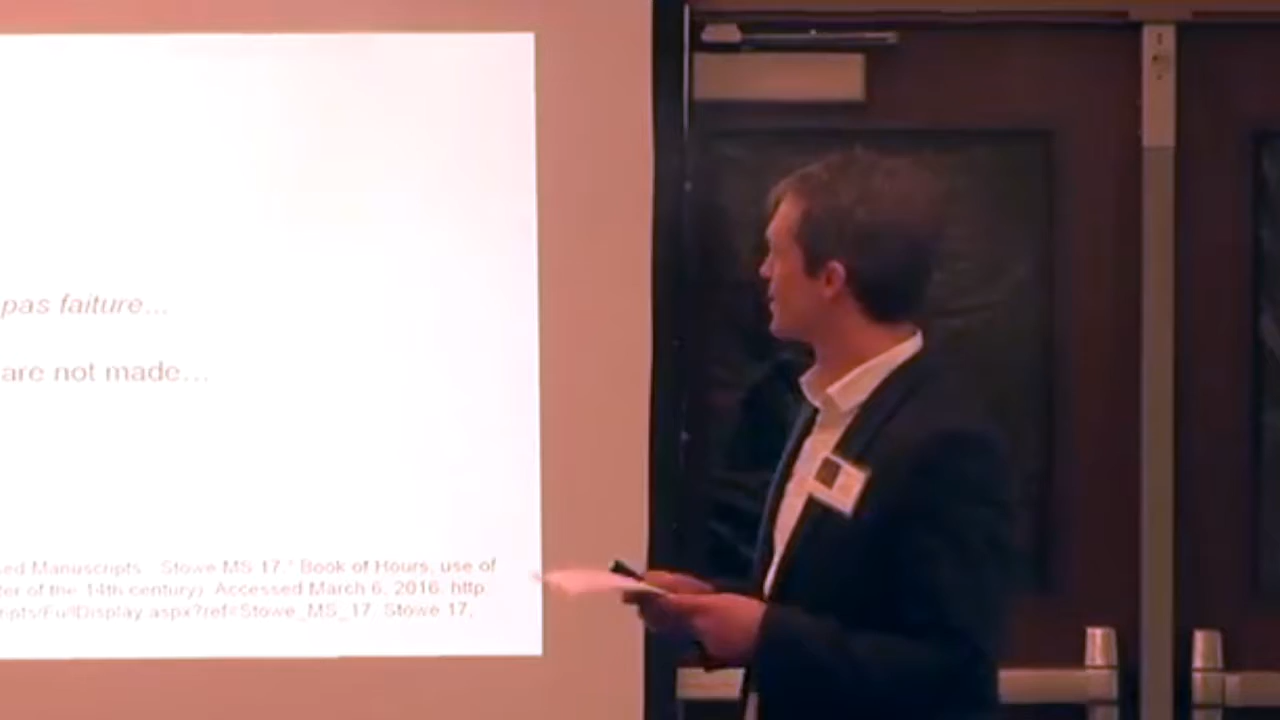 pas faiture...
are not made...
ed Manuscripts. Stowe MS 17." Book of Hours, use of
ter of the 14th century). Accessed March 6, 2016. http:
ripts/FullDisplay.aspx?ref=Stowe_MS_17. Stowe 17,